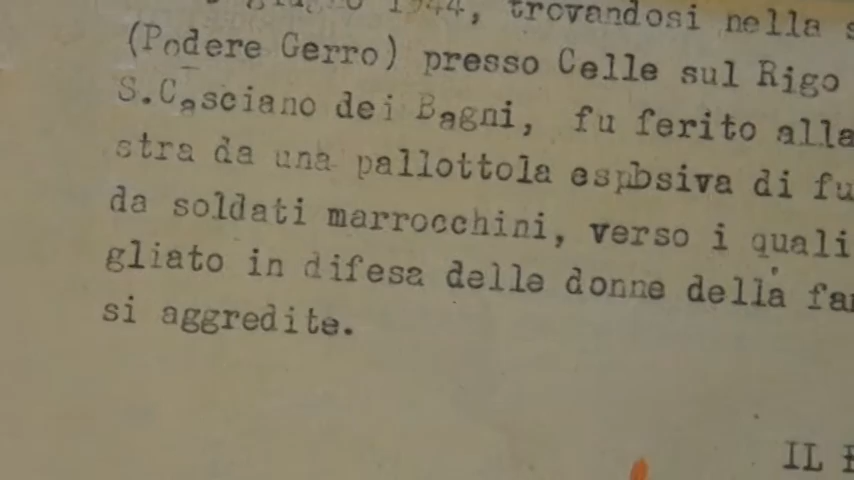 giugno 1944, trovandosi nella
(Podere Gerro) presso Celle sul Rigo
S.Casciano dei Bagni, fu ferito alla
stra da una pallottola esplosiva di fu
da soldati marrocchini, verso i quali
gliato in difesa delle donne della fa
si aggredite.
IL